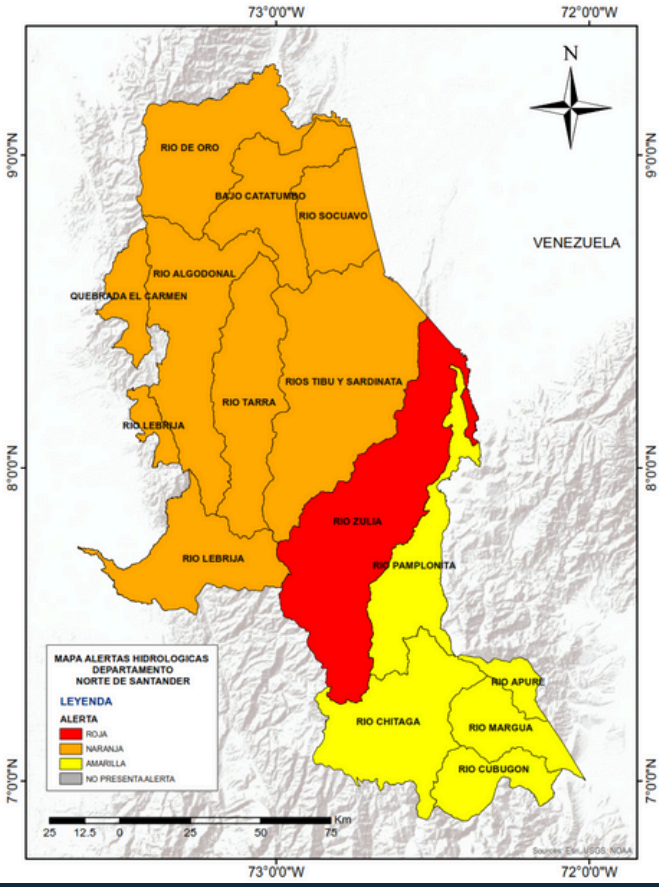 73°0'0"W
72°0'0"W
N
9°0'0"N
9°0'0"N
RIO DE ORO
BAJO CATATUMBO
RIO SOCUAVO
VENEZUELA
RIO ALGODONAL
QUEBRADA EL CARMEN
RIOS TIBU Y SARDINATA
RIO TARRA
RIO LEBRIJA
8°0'0"N
8°0'0"N
RIO ZULIA
RIO LEBRIJA
RIO PAMPLONITA
MAPA ALERTAS HIDROLOGICAS
DEPARTAMENTO
NORTE DE SANTANDER
LEYENDA
ALERTA
ROJA
NARANJA
AMARILLA
NO PRESENTA ALERTA
RIO APURE
RIO CHITAGA
RIO MARGUA
RIO CUBUGON
7°0'0"N
7°0'0"N
Km
25 12.5 0 25 50 75
Sources: Esri, USGS, NOAA
73°0'0"W
72°0'0"W